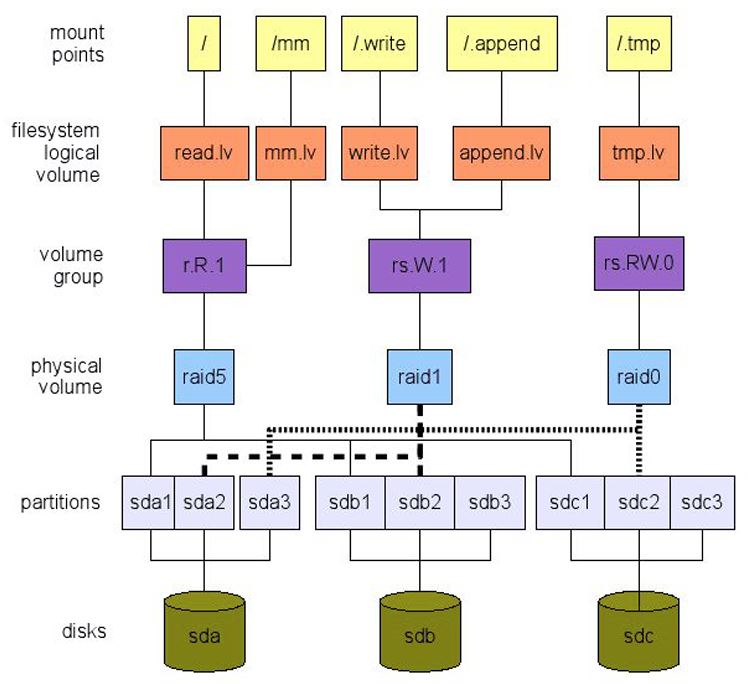 mount
points
/
/mm
/.write
/.append
/.tmp
filesystem
logical
volume
read.lv
mm.lv
write.lv
append.lv
tmp.lv
volume
group
r.R.1
rs.W.1
rs.RW.0
physical
volume
raid5
raid1
raid0
partitions
sda1
sda2
sda3
sdb1
sdb2
sdb3
sdc1
sdc2
sdc3
disks
sda
sdb
sdc